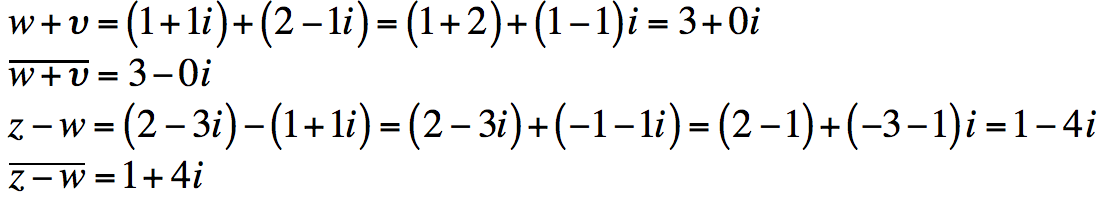 w + υ = (1+1i)+(2−1i)=(1+2)+(1−1)i = 3+0i
w̅ ̅+̅ ̅υ̅ = 3−0i
z − w = (2−3i)−(1+1i)=(2−3i)+(−1−1i)=(2−1)+(−3−1)i =1−4i
z̅ ̅−̅ ̅w̅ =1+4i